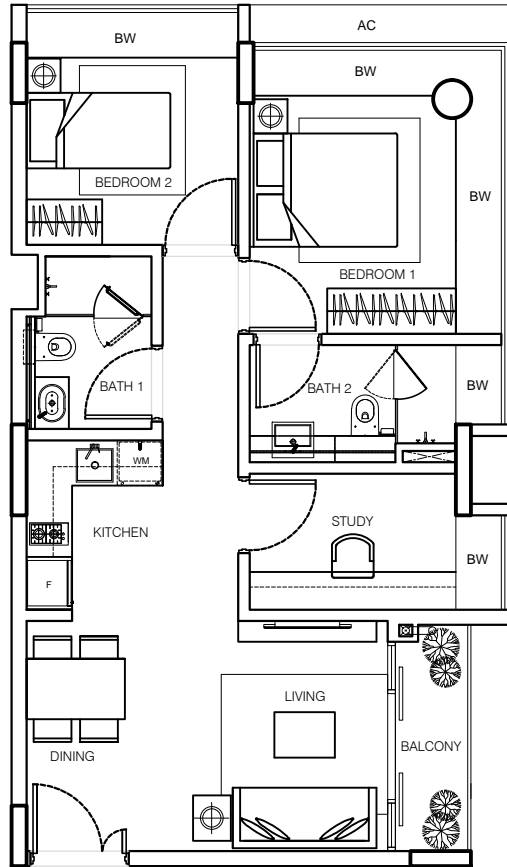 AC
BW
BW
BEDROOM 2
BW
BEDROOM 1
BATH 1
BATH 2
BW
WM
KITCHEN
STUDY
BW
F
LIVING
DINING
BALCONY